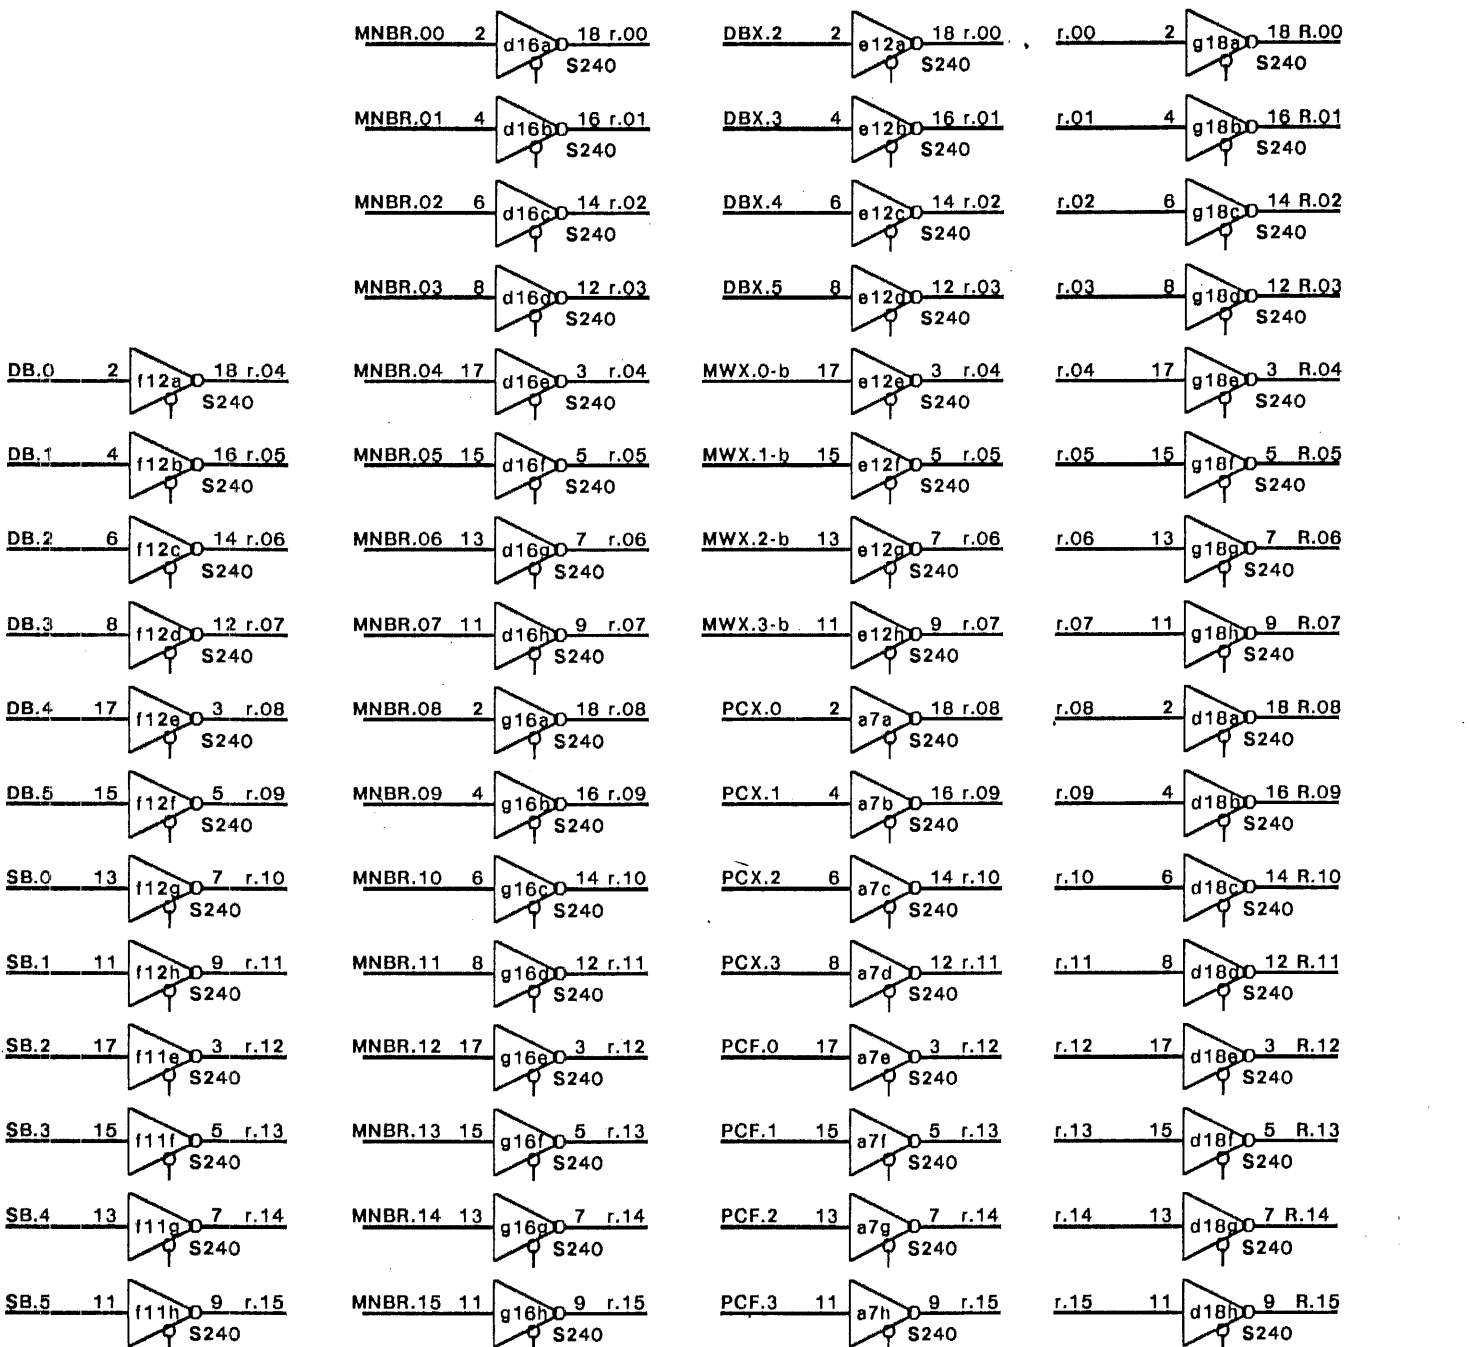 MNBR.00 2 d16a 18 r.00 DBX.2 2 e12a 18 r.00 r.00 2 g18a 18 R.00
S240 S240 S240
MNBR.01 4 d16b 16 r.01 DBX.3 4 e12b 16 r.01 r.01 4 g18b 16 R.01
S240 S240 S240
MNBR.02 6 d16c 14 r.02 DBX.4 6 e12c 14 r.02 r.02 6 g18c 14 R.02
S240 S240 S240
MNBR.03 8 d16d 12 r.03 DBX.5 8 e12d 12 r.03 r.03 8 g18d 12 R.03
S240 S240 S240
DB.0 2 f12a 18 r.04 MNBR.04 17 d16e 3 r.04 MWX.0-b 17 e12e 3 r.04 r.04 17 g18e 3 R.04
S240 S240 S240 S240
DB.1 4 f12b 16 r.05 MNBR.05 15 d16f 5 r.05 MWX.1-b 15 e12f 5 r.05 r.05 15 g18f 5 R.05
S240 S240 S240 S240
DB.2 6 f12c 14 r.06 MNBR.06 13 d16g 7 r.06 MWX.2-b 13 e12g 7 r.06 r.06 13 g18g 7 R.06
S240 S240 S240 S240
DB.3 8 f12d 12 r.07 MNBR.07 11 d16h 9 r.07 MWX.3-b 11 e12h 9 r.07 r.07 11 g18h 9 R.07
S240 S240 S240 S240
DB.4 17 f12e 3 r.08 MNBR.08 2 g16a 18 r.08 PCX.0 2 a7a 18 r.08 r.08 2 d18a 18 R.08
S240 S240 S240 S240
DB.5 15 f12f 5 r.09 MNBR.09 4 g16b 16 r.09 PCX.1 4 a7b 16 r.09 r.09 4 d18b 16 R.09
S240 S240 S240 S240
SB.0 13 f12g 7 r.10 MNBR.10 6 g16c 14 r.10 PCX.2 6 a7c 14 r.10 r.10 6 d18c 14 R.10
S240 S240 S240 S240
SB.1 11 f12h 9 r.11 MNBR.11 8 g16d 12 r.11 PCX.3 8 a7d 12 r.11 r.11 8 d18d 12 R.11
S240 S240 S240 S240
SB.2 17 f11e 3 r.12 MNBR.12 17 g16e 3 r.12 PCF.0 17 a7e 3 r.12 r.12 17 d18e 3 R.12
S240 S240 S240 S240
SB.3 15 f11f 5 r.13 MNBR.13 15 g16f 5 r.13 PCF.1 15 a7f 5 r.13 r.13 15 d18f 5 R.13
S240 S240 S240 S240
SB.4 13 f11g 7 r.14 MNBR.14 13 g16g 7 r.14 PCF.2 13 a7g 7 r.14 r.14 13 d18g 7 R.14
S240 S240 S240 S240
SB.5 11 f11h 9 r.15 MNBR.15 11 g16h 9 r.15 PCF.3 11 a7h 9 r.15 r.15 11 d18h 9 R.15
S240 S240 S240 S240